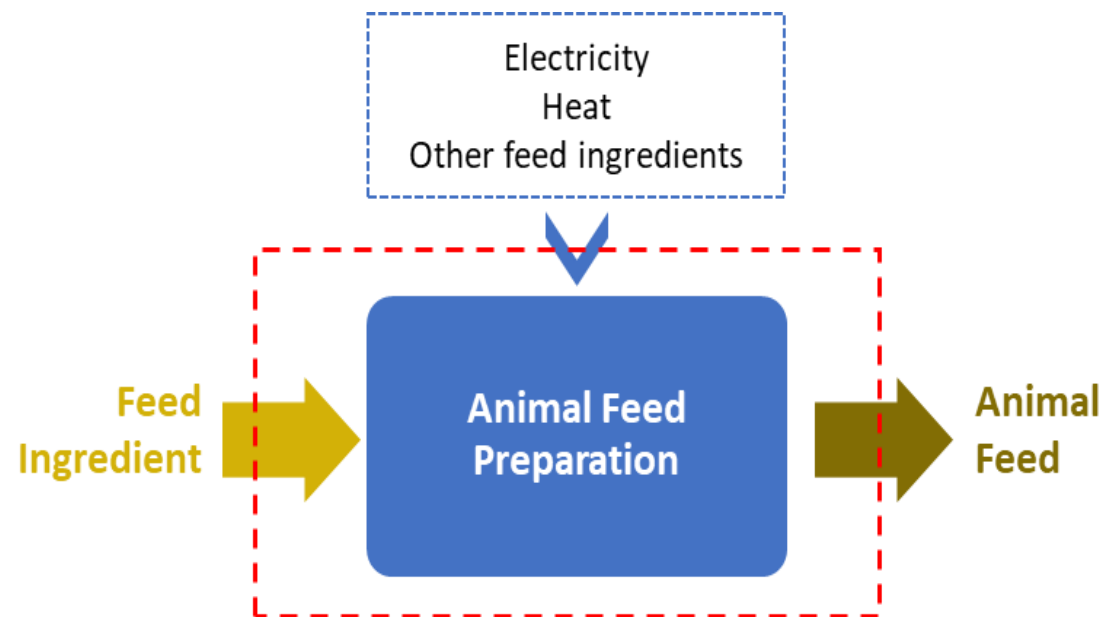 Electricity
Heat
Other feed ingredients
Feed
Ingredient
Animal Feed
Preparation
Animal
Feed